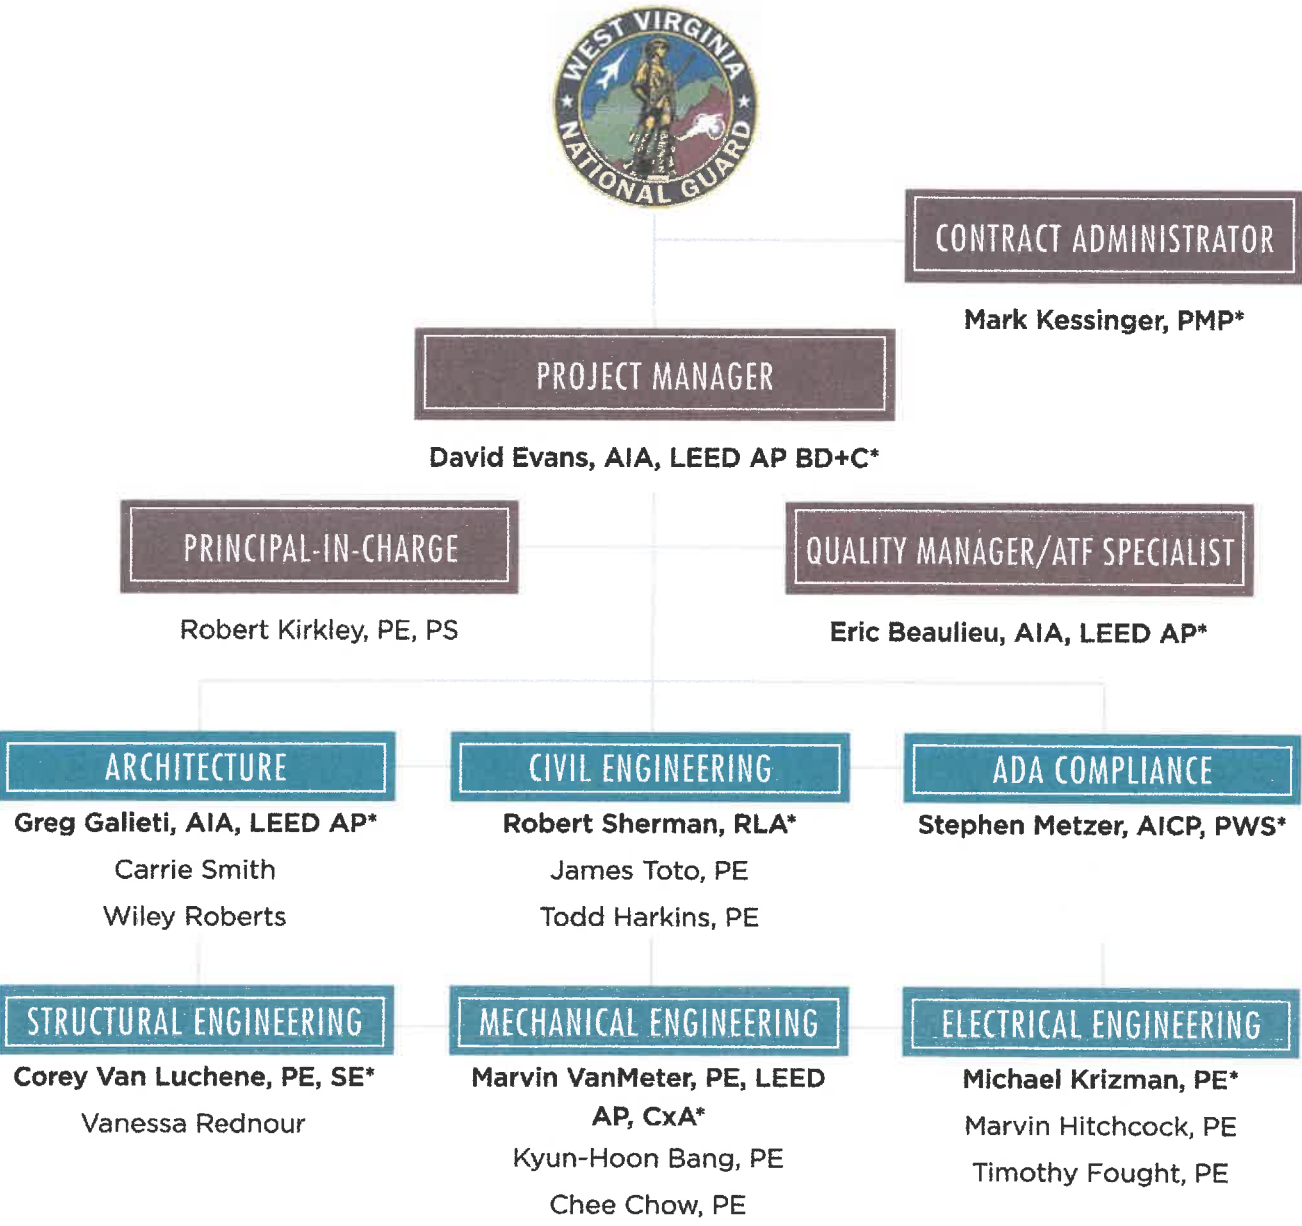 WEST VIRGINIA
NATIONAL GUARD
CONTRACT ADMINISTRATOR
Mark Kessinger, PMP*
PROJECT MANAGER
David Evans, AIA, LEED AP BD+C*
PRINCIPAL-IN-CHARGE
Robert Kirkley, PE, PS
QUALITY MANAGER/ATF SPECIALIST
Eric Beaulieu, AIA, LEED AP*
ARCHITECTURE
Greg Galieti, AIA, LEED AP*
Carrie Smith
Wiley Roberts
CIVIL ENGINEERING
Robert Sherman, RLA*
James Toto, PE
Todd Harkins, PE
ADA COMPLIANCE
Stephen Metzer, AICP, PWS*
STRUCTURAL ENGINEERING
Corey Van Luchene, PE, SE*
Vanessa Rednour
MECHANICAL ENGINEERING
Marvin VanMeter, PE, LEED
AP, CxA*
Kyun-Hoon Bang, PE
Chee Chow, PE
ELECTRICAL ENGINEERING
Michael Krizman, PE*
Marvin Hitchcock, PE
Timothy Fought, PE